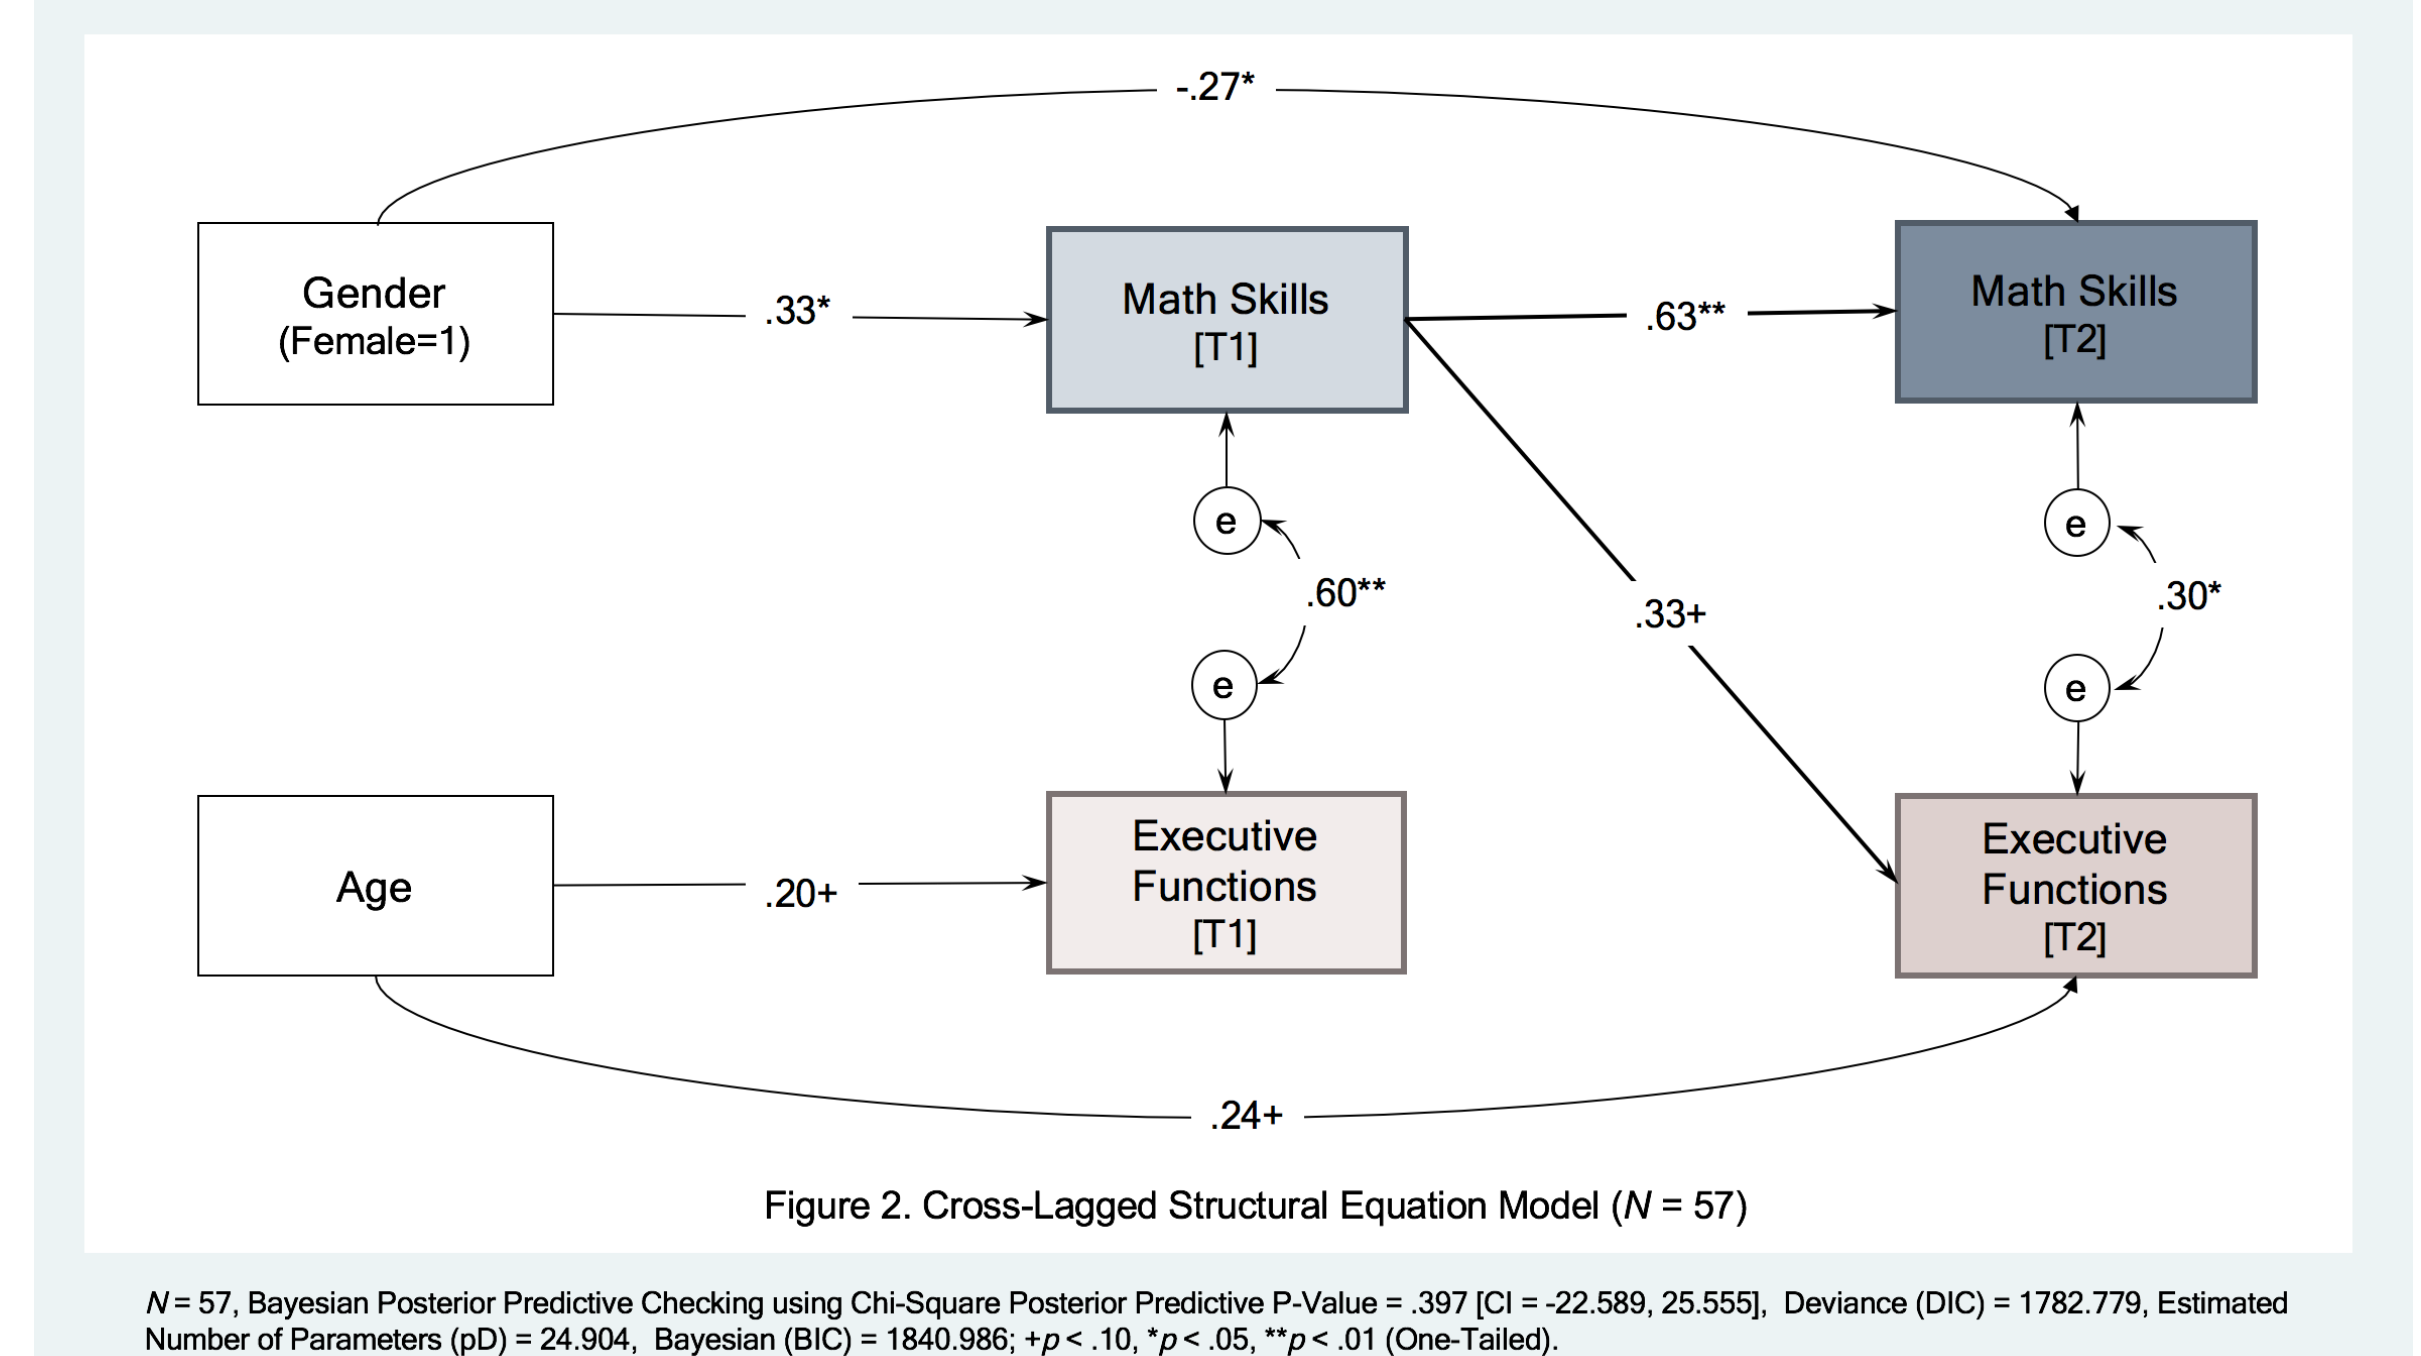 -.27*
Gender
(Female=1)
.33*
Math Skills
[T1]
.63**
Math Skills
[T2]
e
e
.60**
.33+
.30*
e
e
Age
.20+
Executive
Functions
[T1]
Executive
Functions
[T2]
.24+
Figure 2. Cross-Lagged Structural Equation Model (N = 57)
N = 57, Bayesian Posterior Predictive Checking using Chi-Square Posterior Predictive P-Value = .397 [CI = -22.589, 25.555], Deviance (DIC) = 1782.779, Estimated
Number of Parameters (pD) = 24.904, Bayesian (BIC) = 1840.986; +p < .10, *p < .05, **p < .01 (One-Tailed).